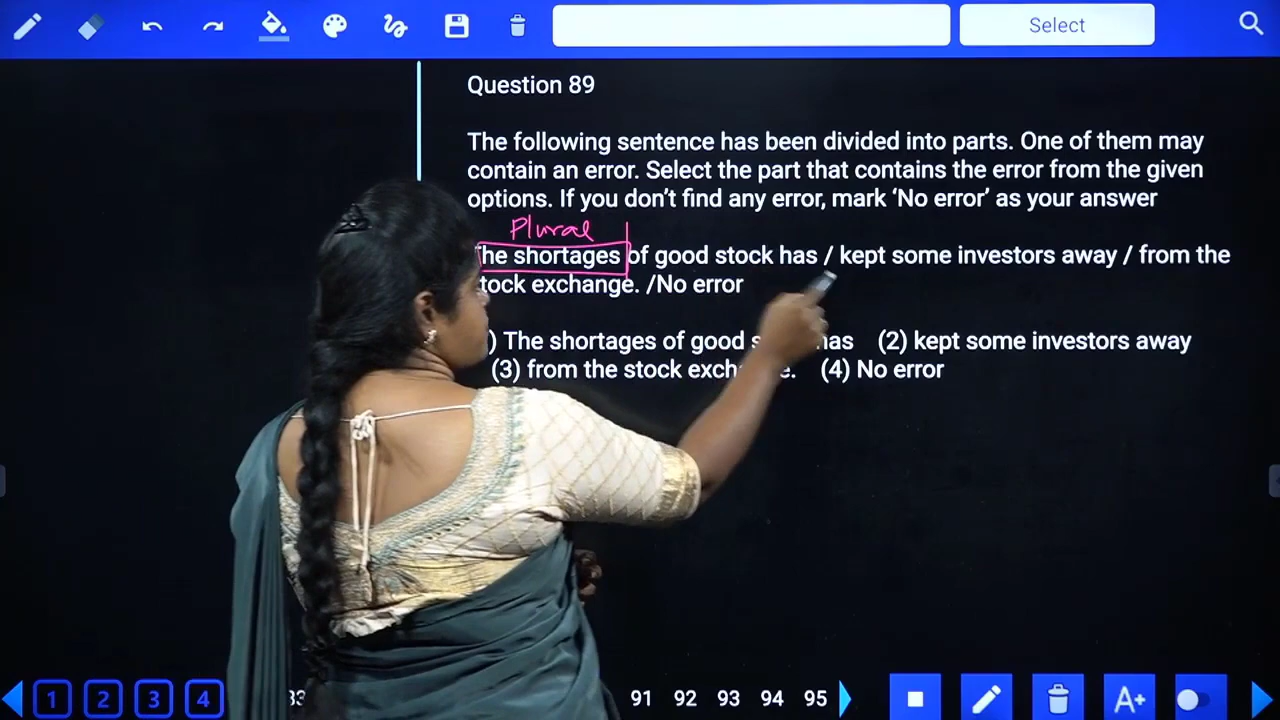 Select
Question 89
The following sentence has been divided into parts. One of them may
contain an error. Select the part that contains the error from the given
options. If you don't find any error, mark ‘No error’ as your answer
Plural
The shortages of good stock has / kept some investors away / from the
stock exchange. /No error
) The shortages of good has (2) kept some investors away
(3) from the stock (4) No error
1 2 3 4 91 92 93 94 95 A+